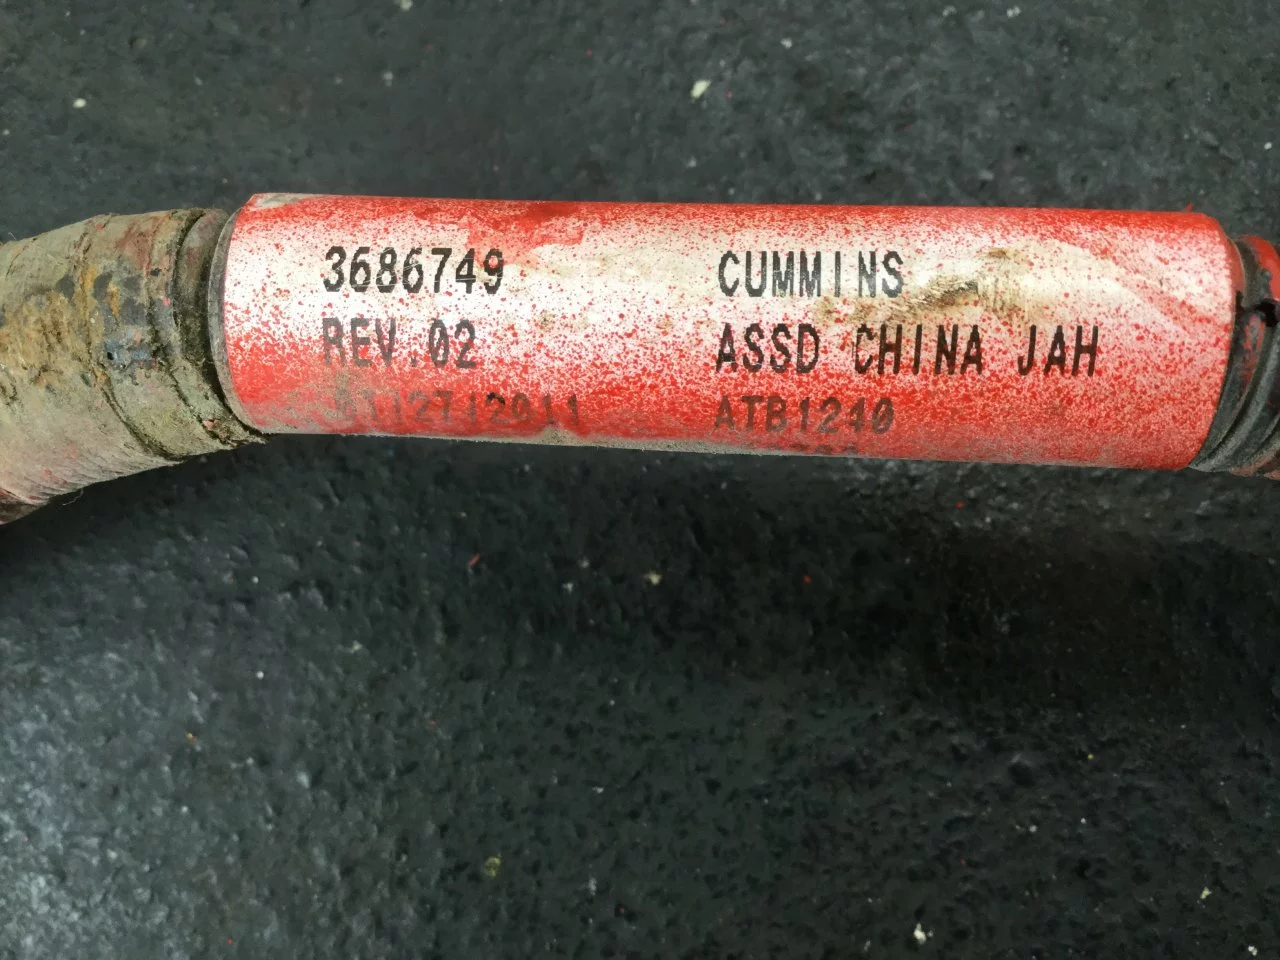 3686749 CUMMINS
REV.02 ASSD CHINA JAH
ATB1240